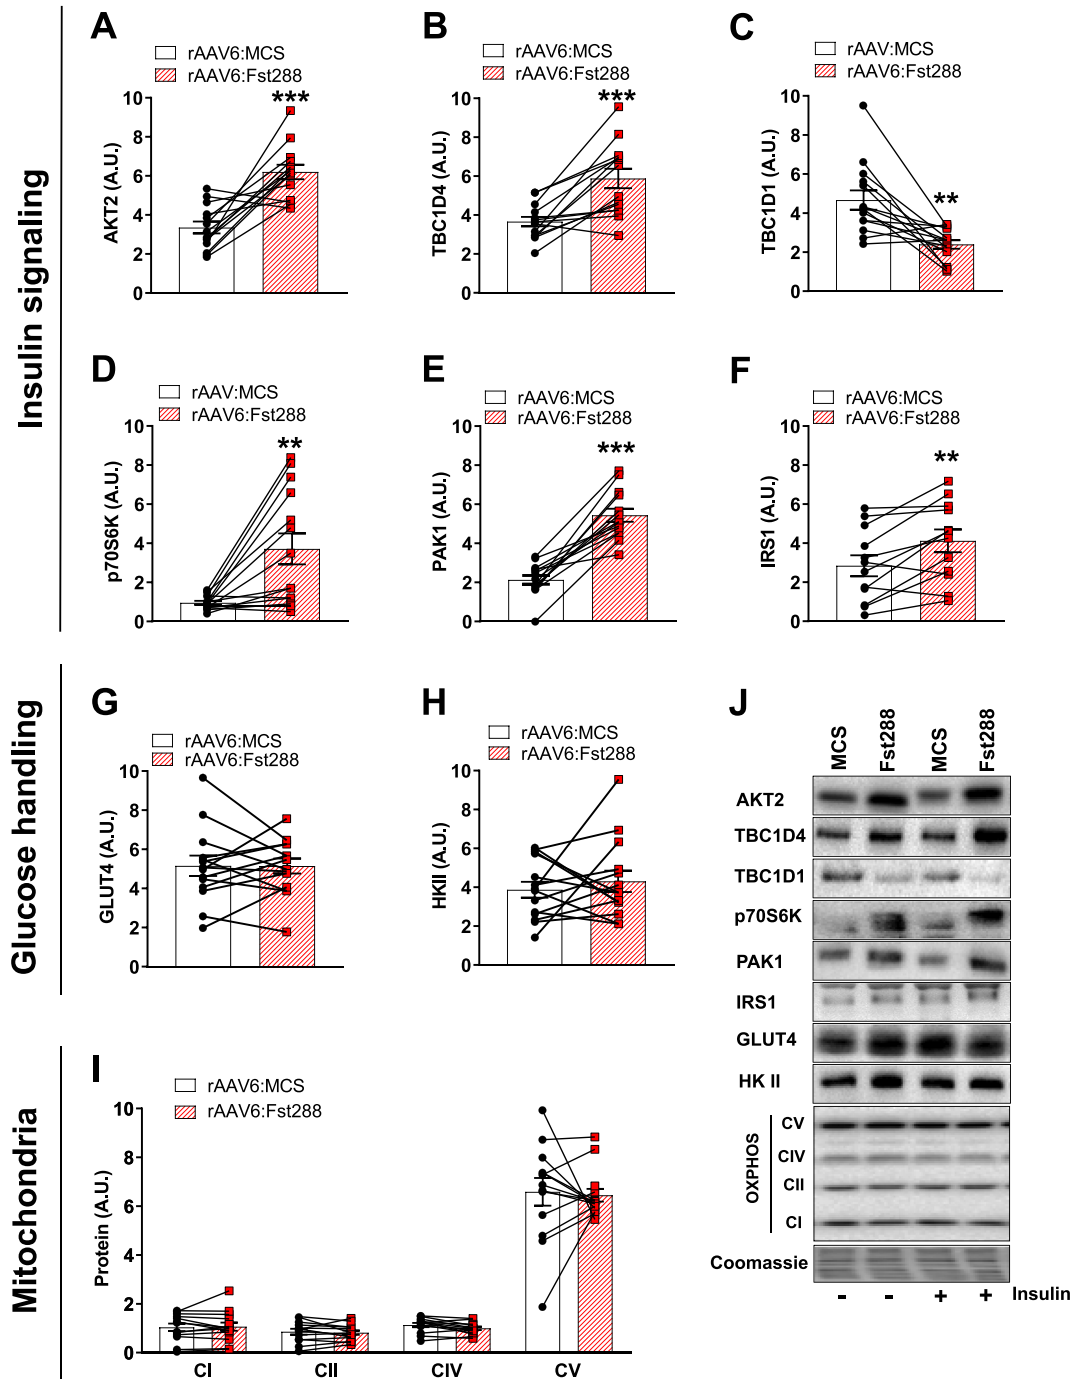 Insulin signaling
A
rAAV6:MCS
rAAV6:Fst288
***
AKT2 (A.U.)
10
8
6
4
2
0
B
rAAV6:MCS
rAAV6:Fst288
***
TBC1D4 (A.U.)
10
8
6
4
2
0
C
rAAV:MCS
rAAV6:Fst288
**
TBC1D1 (A.U.)
10
8
6
4
2
0
D
rAAV:MCS
rAAV6:Fst288
**
p70S6K (A.U.)
10
8
6
4
2
0
E
rAAV6:MCS
rAAV6:Fst288
***
PAK1 (A.U.)
10
8
6
4
2
0
F
rAAV6:MCS
rAAV6:Fst288
**
IRS1 (A.U.)
10
8
6
4
2
0
Glucose handling
G
rAAV6:MCS
rAAV6:Fst288
GLUT4 (A.U.)
10
8
6
4
2
0
H
rAAV6:MCS
rAAV6:Fst288
HKII (A.U.)
10
8
6
4
2
0
Mitochondria
I
rAAV6:MCS
rAAV6:Fst288
Protein (A.U.)
10
8
6
4
2
0
CI CII CIV CV
J
MCS Fst288 MCS Fst288
AKT2
TBC1D4
TBC1D1
p70S6K
PAK1
IRS1
GLUT4
HK II
OXPHOS
CV
CIV
CII
CI
Coomassie
- - + + Insulin